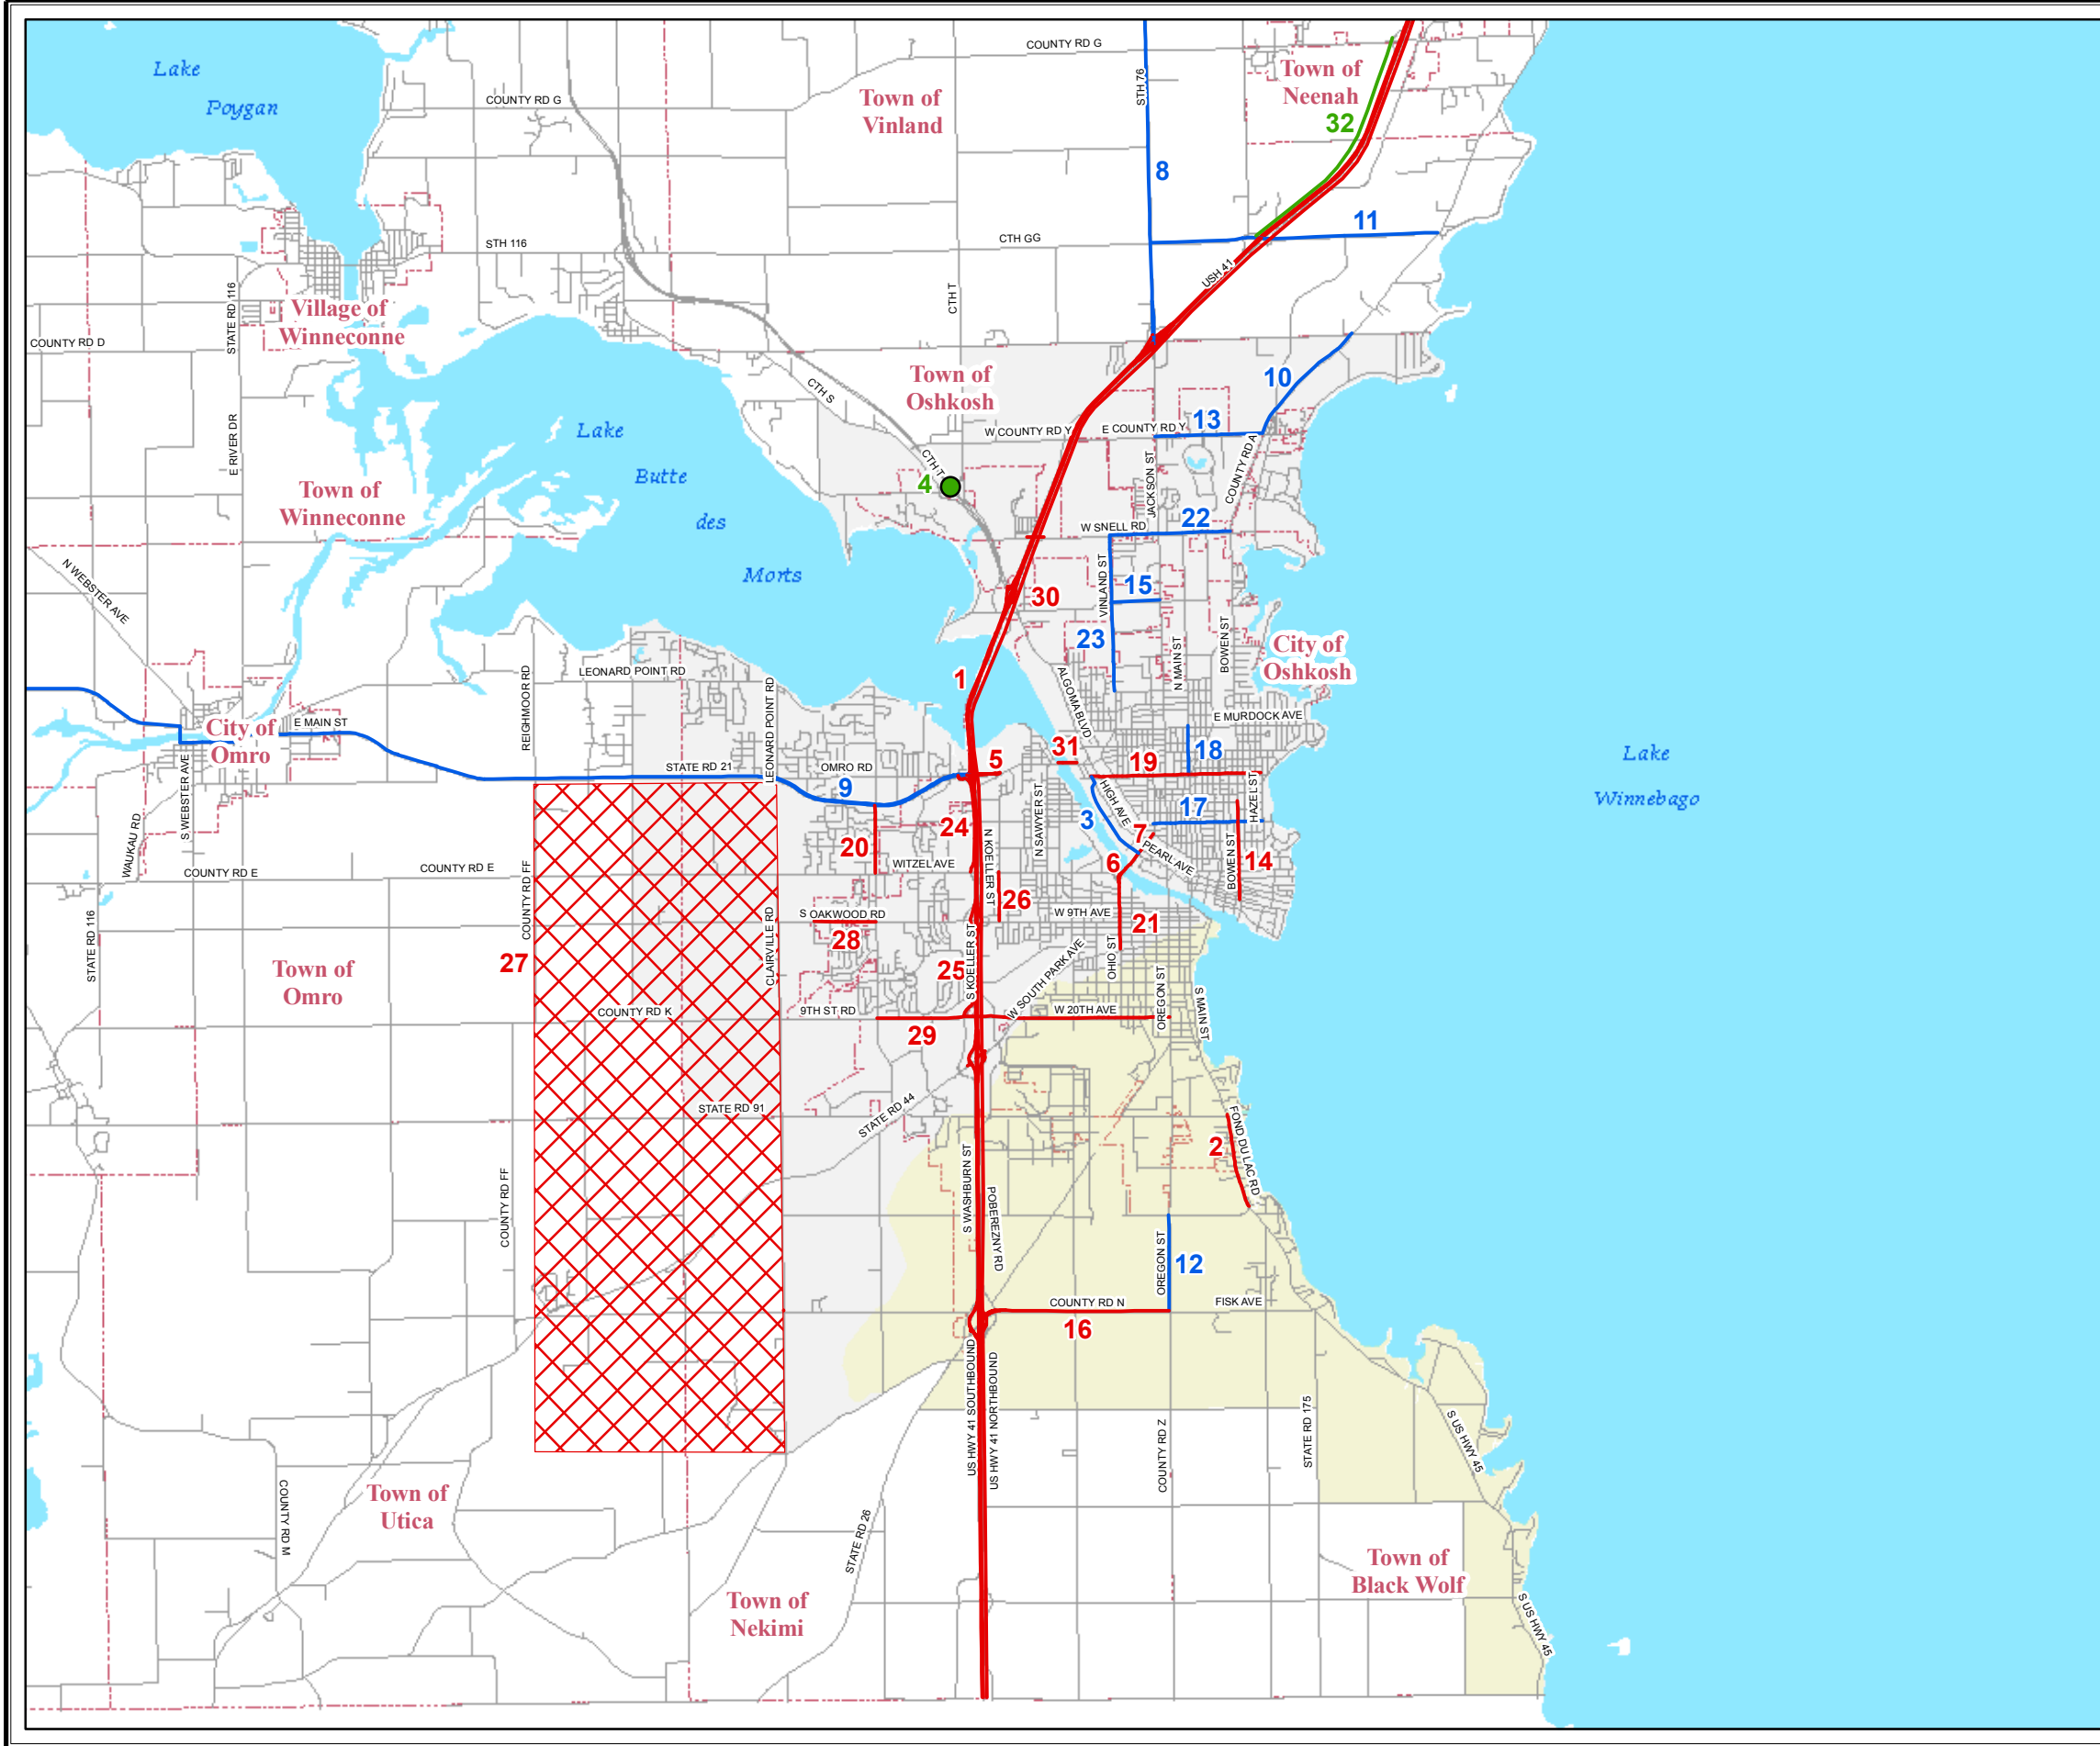 COUNTY RD G
Lake
Poygan
COUNTY RD G
Town of
Vinland
STH 76
Town of
Neenah
32
8
11
STH 116
CTH GG
USH 41
STATE RD 116
Village of
Winneconne
CTH T
COUNTY RD D
CTH S
Town of
Oshkosh
10
E RIVER DR
Lake
Butte
des
Morts
W COUNTY RD Y
E COUNTY RD Y
13
CTH T
4
JACKSON ST
COUNTY RD A
Town of
Winneconne
W SNELL RD
22
N WEBSTER AVE
VINLAND ST
15
30
23
N MAIN ST
BOWEN ST
City of
Oshkosh
LEONARD POINT RD
REIGHMOOR RD
LEONARD POINT RD
1
ALGOMA BLVD
E MURDOCK AVE
City of
Omro
E MAIN ST
STATE RD 21
OMRO RD
9
5
31
19
18
Lake
Winnebago
S WEBSTER AVE
WAUKAU RD
N SAWYER ST
HIGH AVE
3
17
HAZEL ST
7
24
20
N KOELLER ST
6
PEARL AVE
BOWEN ST
14
COUNTY RD E
COUNTY RD E
WITZEL AVE
COUNTY RD FF
26
STATE RD 116
CLAIRVILLE RD
S OAKWOOD RD
28
W 9TH AVE
21
OHIO ST
27
Town of
Omro
25
S KOELLER ST
W SOUTH PARK AVE
OREGON ST
S MAIN ST
COUNTY RD K
9TH ST RD
29
W 20TH AVE
STATE RD 91
STATE RD 44
2
FOND DU LAC RD
COUNTY RD FF
S WASHBURN ST
POBEREZNY RD
OREGON ST
12
COUNTY RD N
FISK AVE
16
US HWY 41 SOUTHBOUND
US HWY 41 NORTHBOUND
COUNTY RD Z
STATE RD 175
S US HWY 45
COUNTY RD M
Town of
Utica
STATE RD 26
Town of
Black Wolf
Town of
Nekimi
S US HWY 45